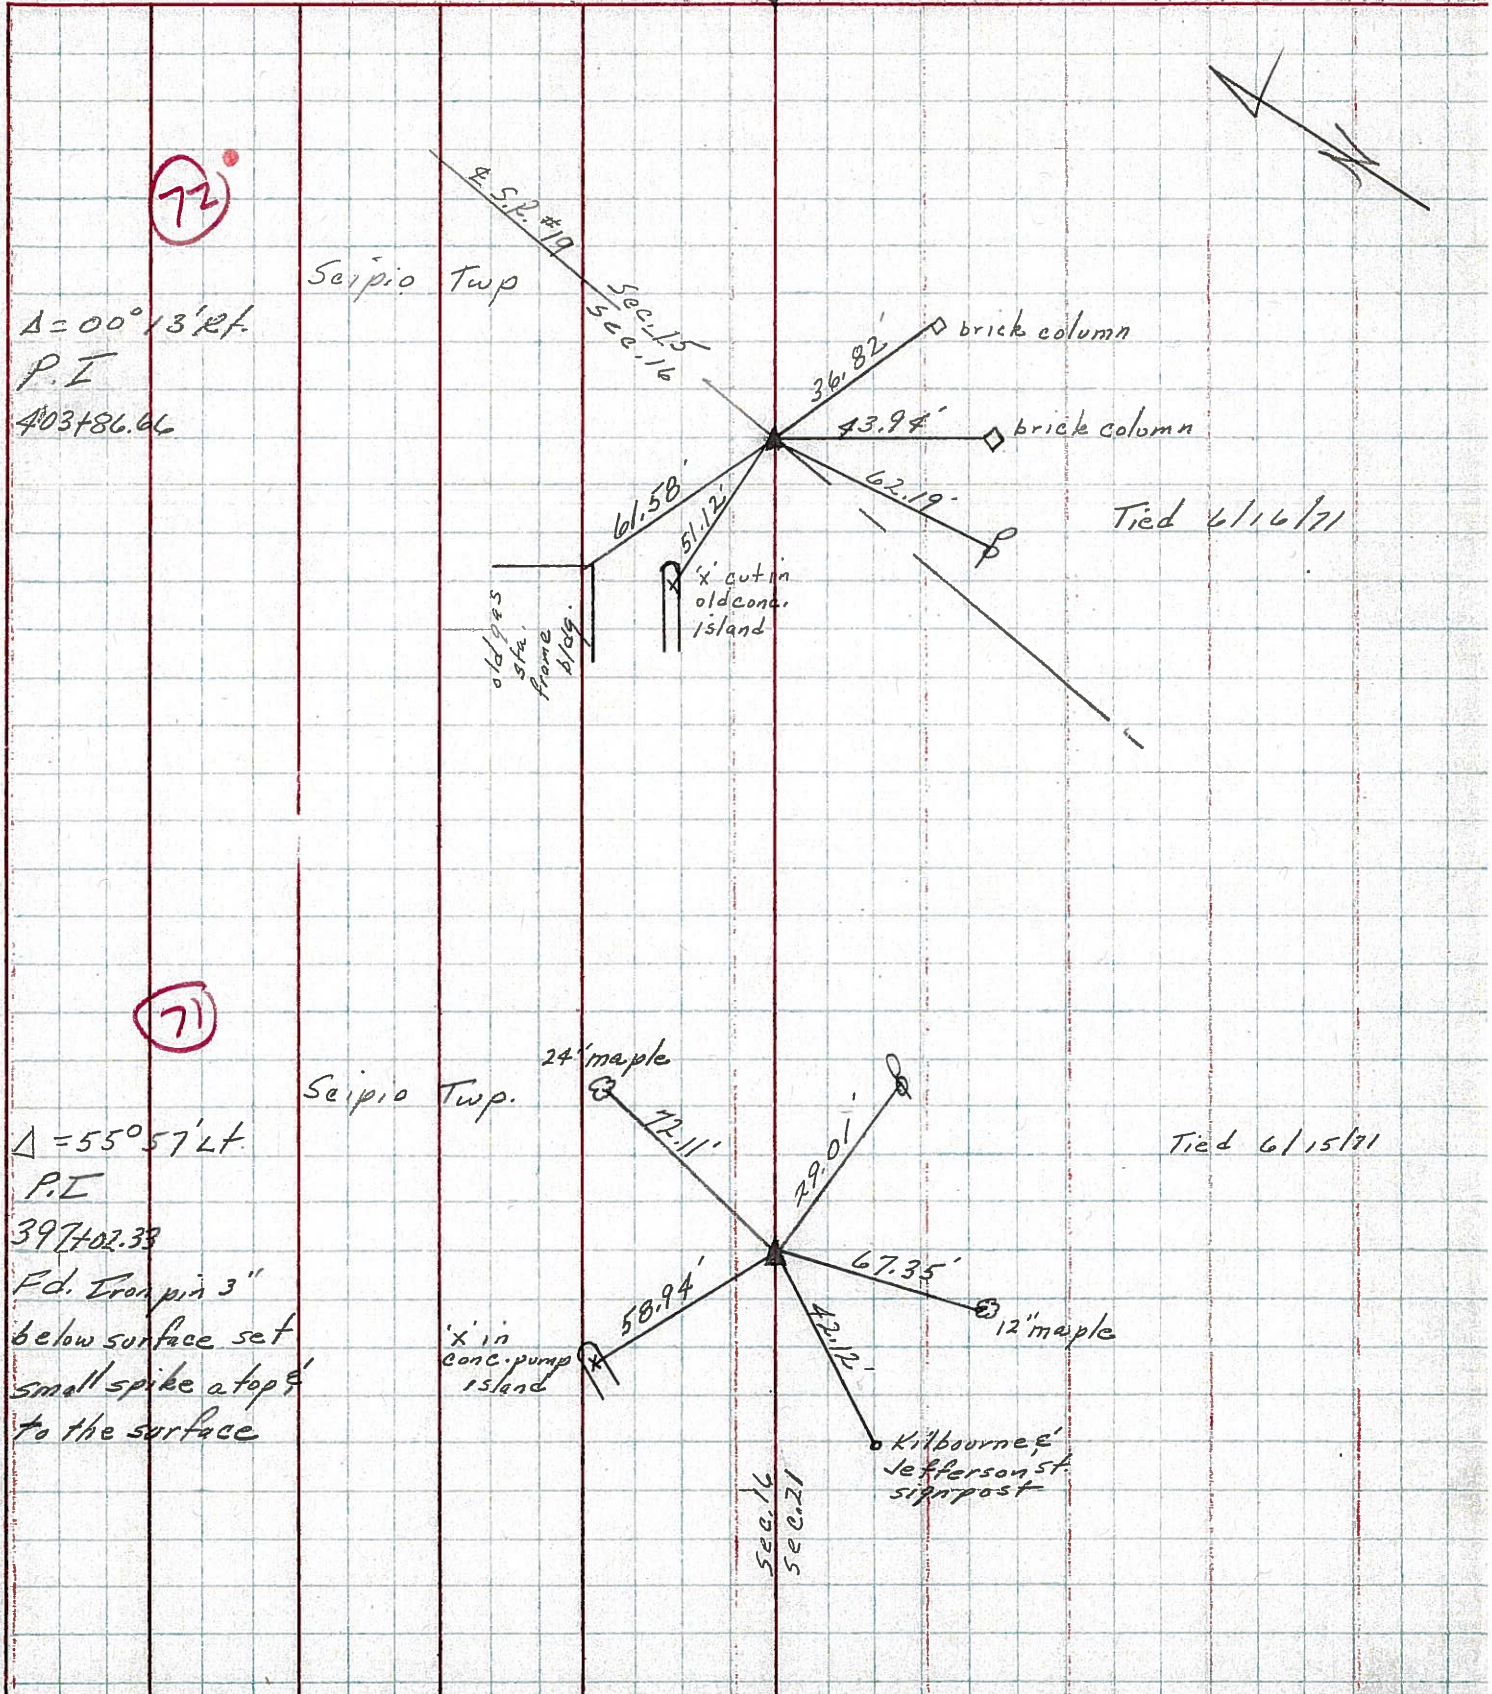 N
72
℄ S.R. #19
Scipio Twp
Sec. 15
Sec. 16
Δ = 00° 13' Rt.
P.I
403+86.66
36.82'
brick column
43.94'
brick column
62.19'
61.58'
51.12'
Tied 6/16/71
'x' cut in
old conc.
island
old gas
sta.
frame
bldg.
71
24" maple
Scipio Twp.
72.11'
29.01'
Δ = 55° 57' Lt.
Tied 6/15/71
P.I
397+02.33
67.35'
Fd. Iron pin 3"
below surface set
small spike atop &
to the surface
58.94'
42.12'
12" maple
'x' in
conc. pump
island
Kilbourne &
Jefferson St.
signpost
Sec. 16
Sec. 21